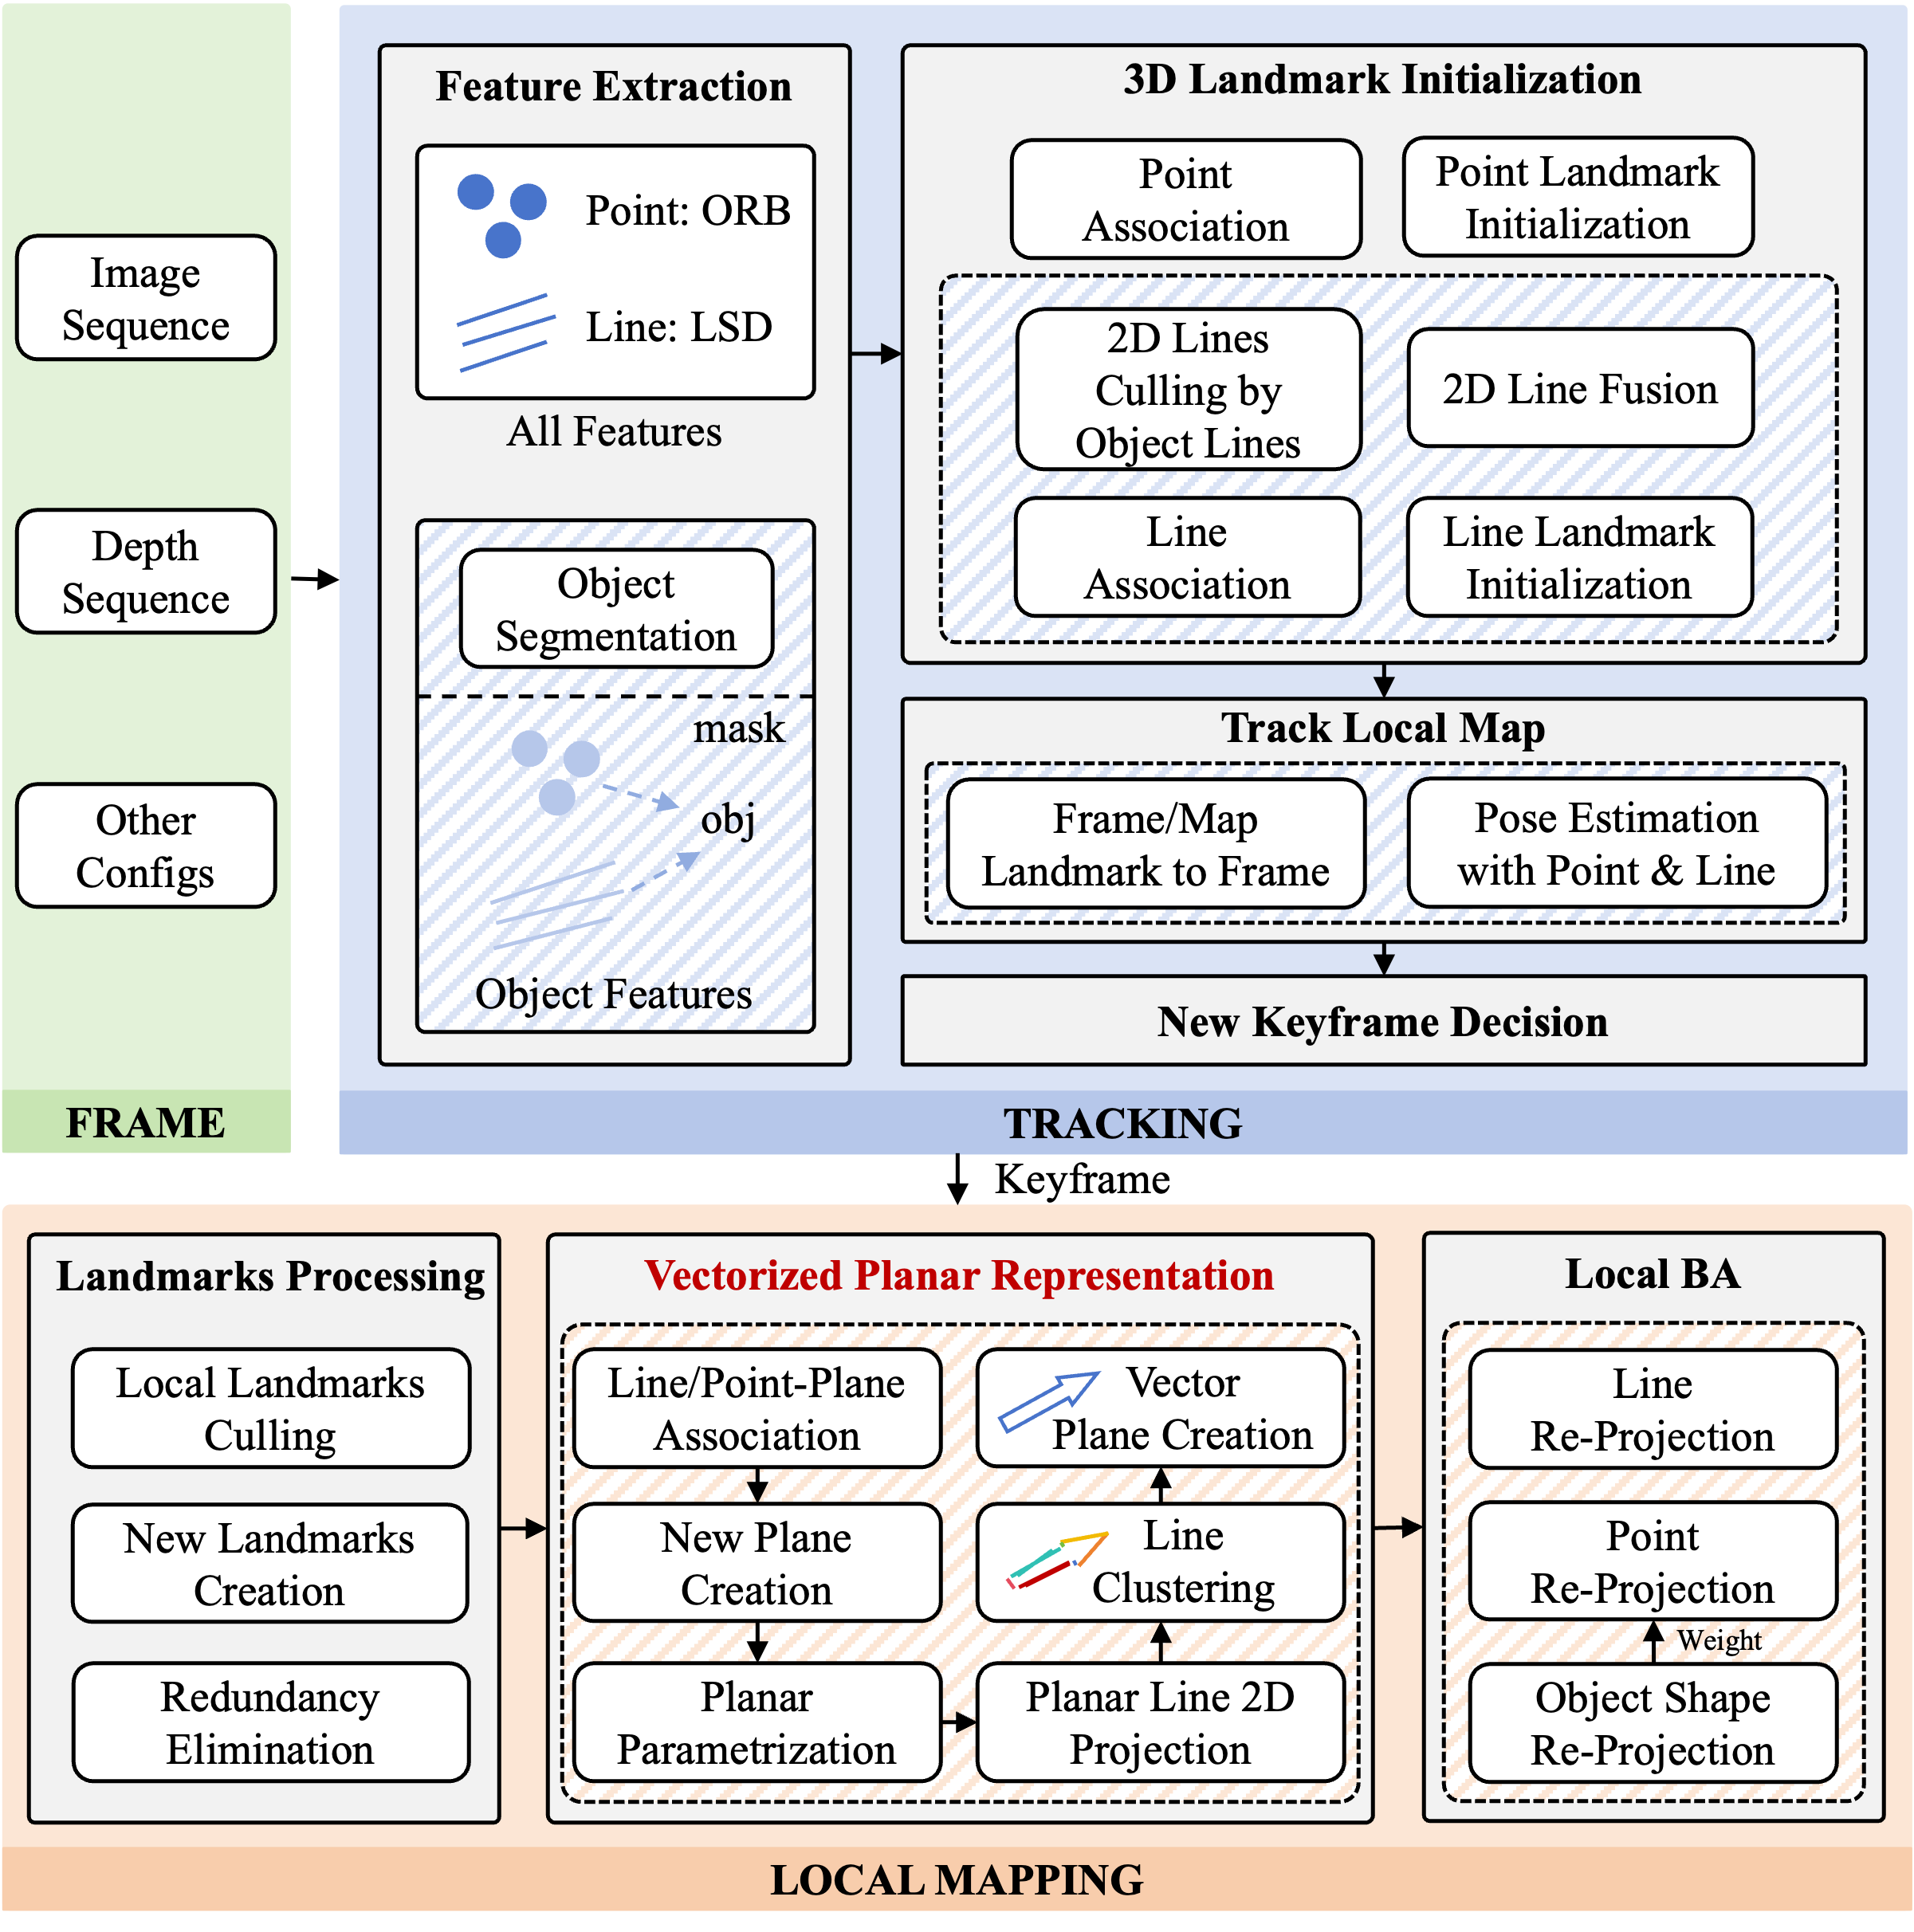 Image
Sequence
Depth
Sequence
Other
Configs
FRAME
Feature Extraction
Point: ORB
Line: LSD
All Features
Object
Segmentation
mask
obj
Object Features
3D Landmark Initialization
Point
Association
Point Landmark
Initialization
2D Lines
Culling by
Object Lines
2D Line Fusion
Line
Association
Line Landmark
Initialization
Track Local Map
Frame/Map
Landmark to Frame
Pose Estimation
with Point & Line
New Keyframe Decision
TRACKING
Keyframe
Landmarks Processing
Local Landmarks
Culling
New Landmarks
Creation
Redundancy
Elimination
Vectorized Planar Representation
Line/Point-Plane
Association
New Plane
Creation
Planar
Parametrization
Planar Line 2D
Projection
Line
Clustering
Vector
Plane Creation
Local BA
Line
Re-Projection
Point
Re-Projection
Weight
Object Shape
Re-Projection
LOCAL MAPPING